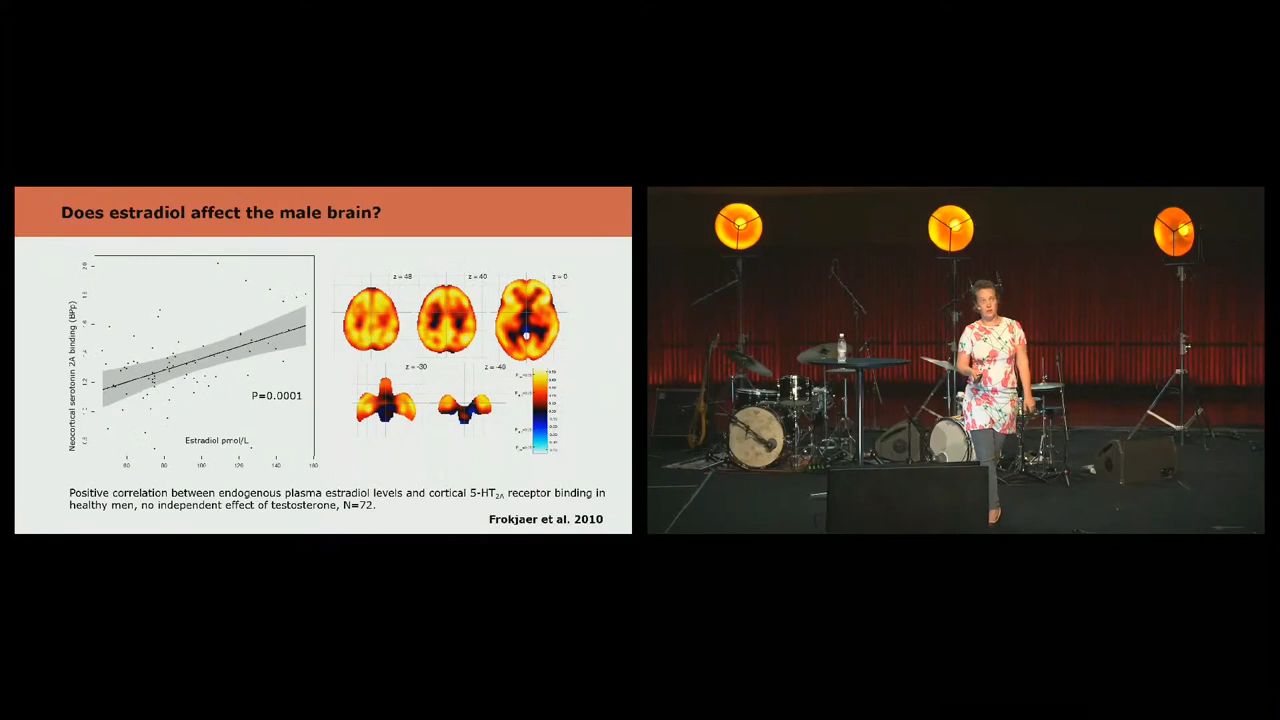 Does estradiol affect the male brain?
Neocortical serotonin 2A binding (BPp)
P=0.0001
Estradiol pmol/L
80 100 120 140 160
z = 48
z = 40
z = 0
z = -30
z = -40
Positive correlation between endogenous plasma estradiol levels and cortical 5-HT2A receptor binding in
healthy men, no independent effect of testosterone, N=72.
Frokjaer et al. 2010